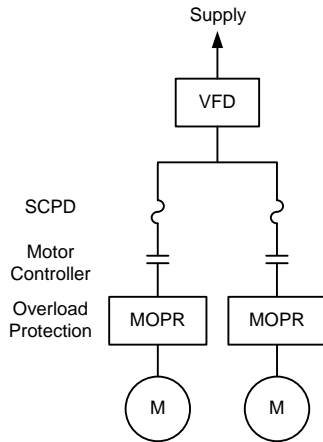 Supply
VFD
SCPD
Motor
Controller
Overload
Protection
MOPR
MOPR
M
M